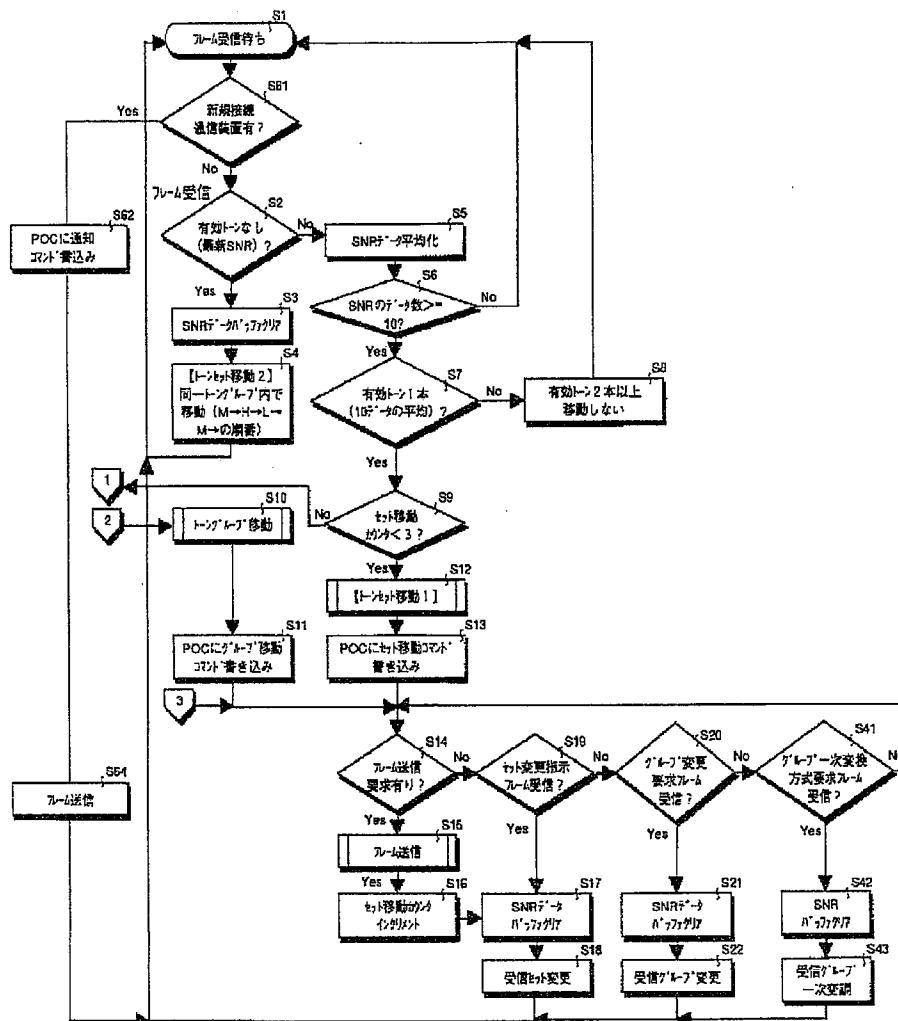 S1
フレーム受信待ち
S61
新規接続
通信装置有?
Yes
No
フレーム受信
S2
有効トーンなし
(最新SNR)?
No
Yes
S5
SNRデータ平均化
S62
POCに通知
コマンド書込み
S6
SNRのデータ数>=
10?
No
Yes
S3
SNRデータバッファクリア
S4
【トーンセット移動2】
同一トーングループ内で
移動(M→H→L→
M→の順番)
S7
有効トーン1本
(10データの平均)?
No
Yes
S8
有効トーン2本以上
移動しない
1
2
S9
セット移動
カウンタ<3?
No
Yes
S10
トーングループ移動
S12
【トーンセット移動1】
S11
POCにグループ移動
コマンド書き込み
S13
POCにセット移動コマンド
書き込み
3
S14
フレーム送信
要求有り?
No
Yes
S19
セット変更指示
フレーム受信?
No
Yes
S20
グループ変更
要求フレーム
受信?
No
Yes
S41
グループ一次変換
方式要求フレーム
受信?
No
Yes
S64
フレーム送信
S15
フレーム送信
Yes
S16
セット移動カウンタ
インクリメント
S17
SNRデータ
バッファクリア
S21
SNRデータ
バッファクリア
S42
SNR
バッファクリア
S18
受信セット変更
S22
受信グループ変更
S43
受信グループ
一次変調